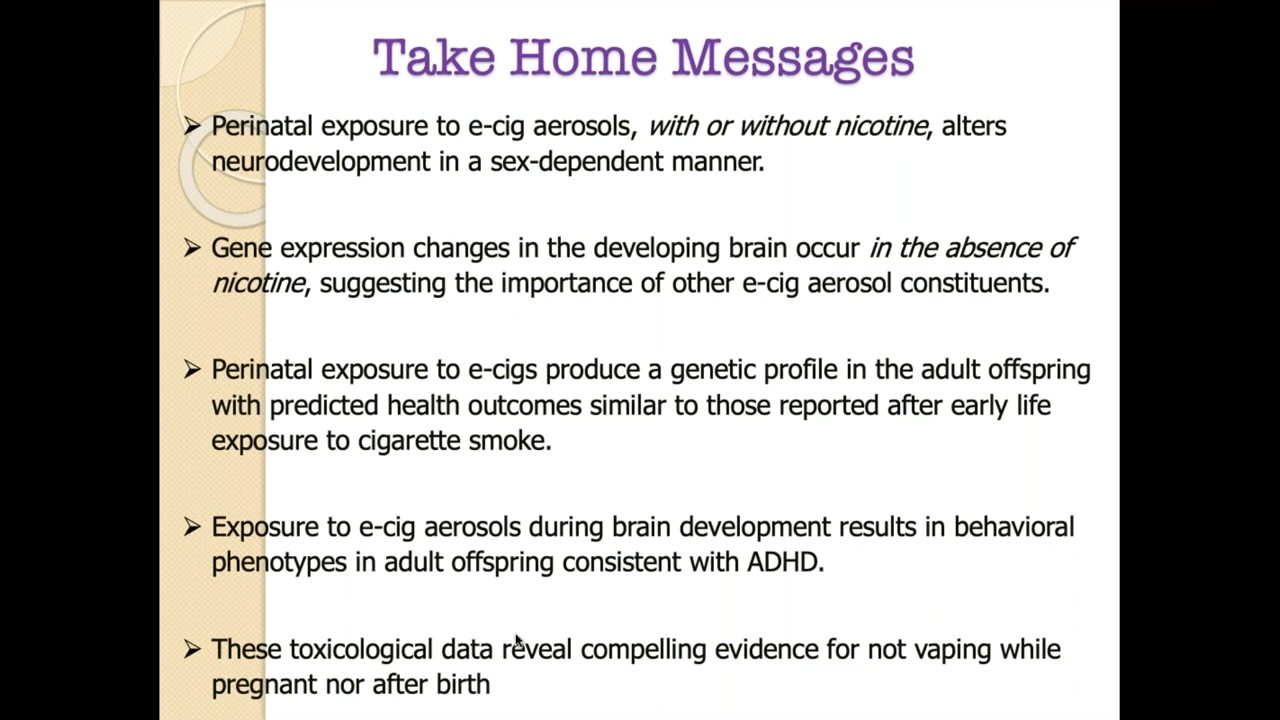 Take Home Messages
➢ Perinatal exposure to e-cig aerosols, with or without nicotine, alters
neurodevelopment in a sex-dependent manner.
➢ Gene expression changes in the developing brain occur in the absence of
nicotine, suggesting the importance of other e-cig aerosol constituents.
➢ Perinatal exposure to e-cigs produce a genetic profile in the adult offspring
with predicted health outcomes similar to those reported after early life
exposure to cigarette smoke.
➢ Exposure to e-cig aerosols during brain development results in behavioral
phenotypes in adult offspring consistent with ADHD.
➢ These toxicological data reveal compelling evidence for not vaping while
pregnant nor after birth